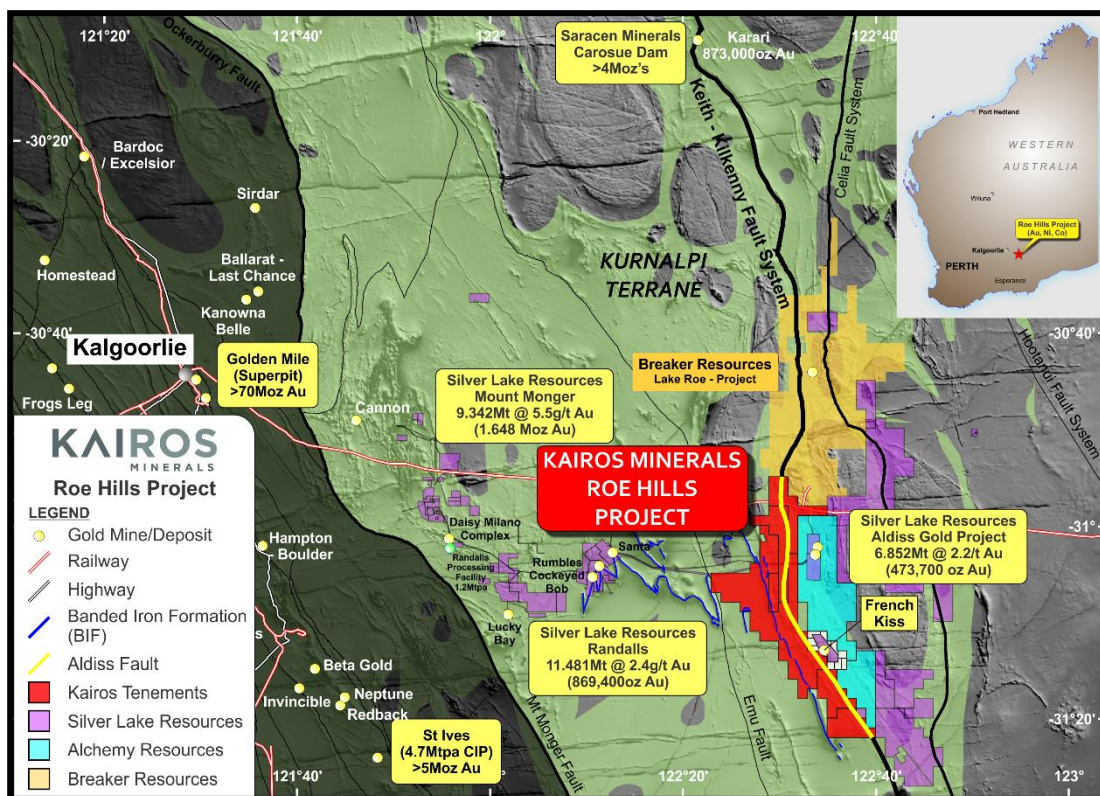 121°20'
121°40'
122°
122°40'
-30°20'
-30°40'
-30°40'
-31°
-31°20'
121°40'
122°
122°20'
122°40'
123°
Ockerburry Fault
Bardoc
/ Excelsior
Sirdar
Homestead
Ballarat -
Last Chance
Kanowna
Belle
Kalgoorlie
Golden Mile
(Superpit)
>70Moz Au
Frogs Leg
Saracen Minerals
Carosue Dam
>4Moz's
Karari
873,000oz Au
Keith - Kilkenny Fault System
Celia Fault System
KURNALPI
TERRANE
Port Hedland
WESTERN
AUSTRALIA
Wiluna
Roe Hills Project
(Au, Ni, Co)
Kalgoorlie
PERTH
Esperance
Hootanui Fault System
Breaker Resources
Lake Roe - Project
Silver Lake Resources
Mount Monger
9.342Mt @ 5.5g/t Au
(1.648 Moz Au)
Cannon
KAIROS MINERALS
ROE HILLS
PROJECT
Daisy Milano
Complex
Randalls
Processing
Facility
1.2Mtpa
Santa
Rumbles
Cockeyed
Bob
Lucky
Bay
Silver Lake Resources
Aldiss Gold Project
6.852Mt @ 2.2/t Au
(473,700 oz Au)
French
Kiss
Silver Lake Resources
Randalls
11.481Mt @ 2.4g/t Au
(869,400oz Au)
Hampton
Boulder
Beta Gold
Invincible
Neptune
Redback
St Ives
(4.7Mtpa CIP)
>5Moz Au
Mt Monger Fault
Emu Fault
KAIROS
MINERALS
Roe Hills Project
LEGEND
Gold Mine/Deposit
Railway
Highway
Banded Iron Formation
(BIF)
Aldiss Fault
Kairos Tenements
Silver Lake Resources
Alchemy Resources
Breaker Resources